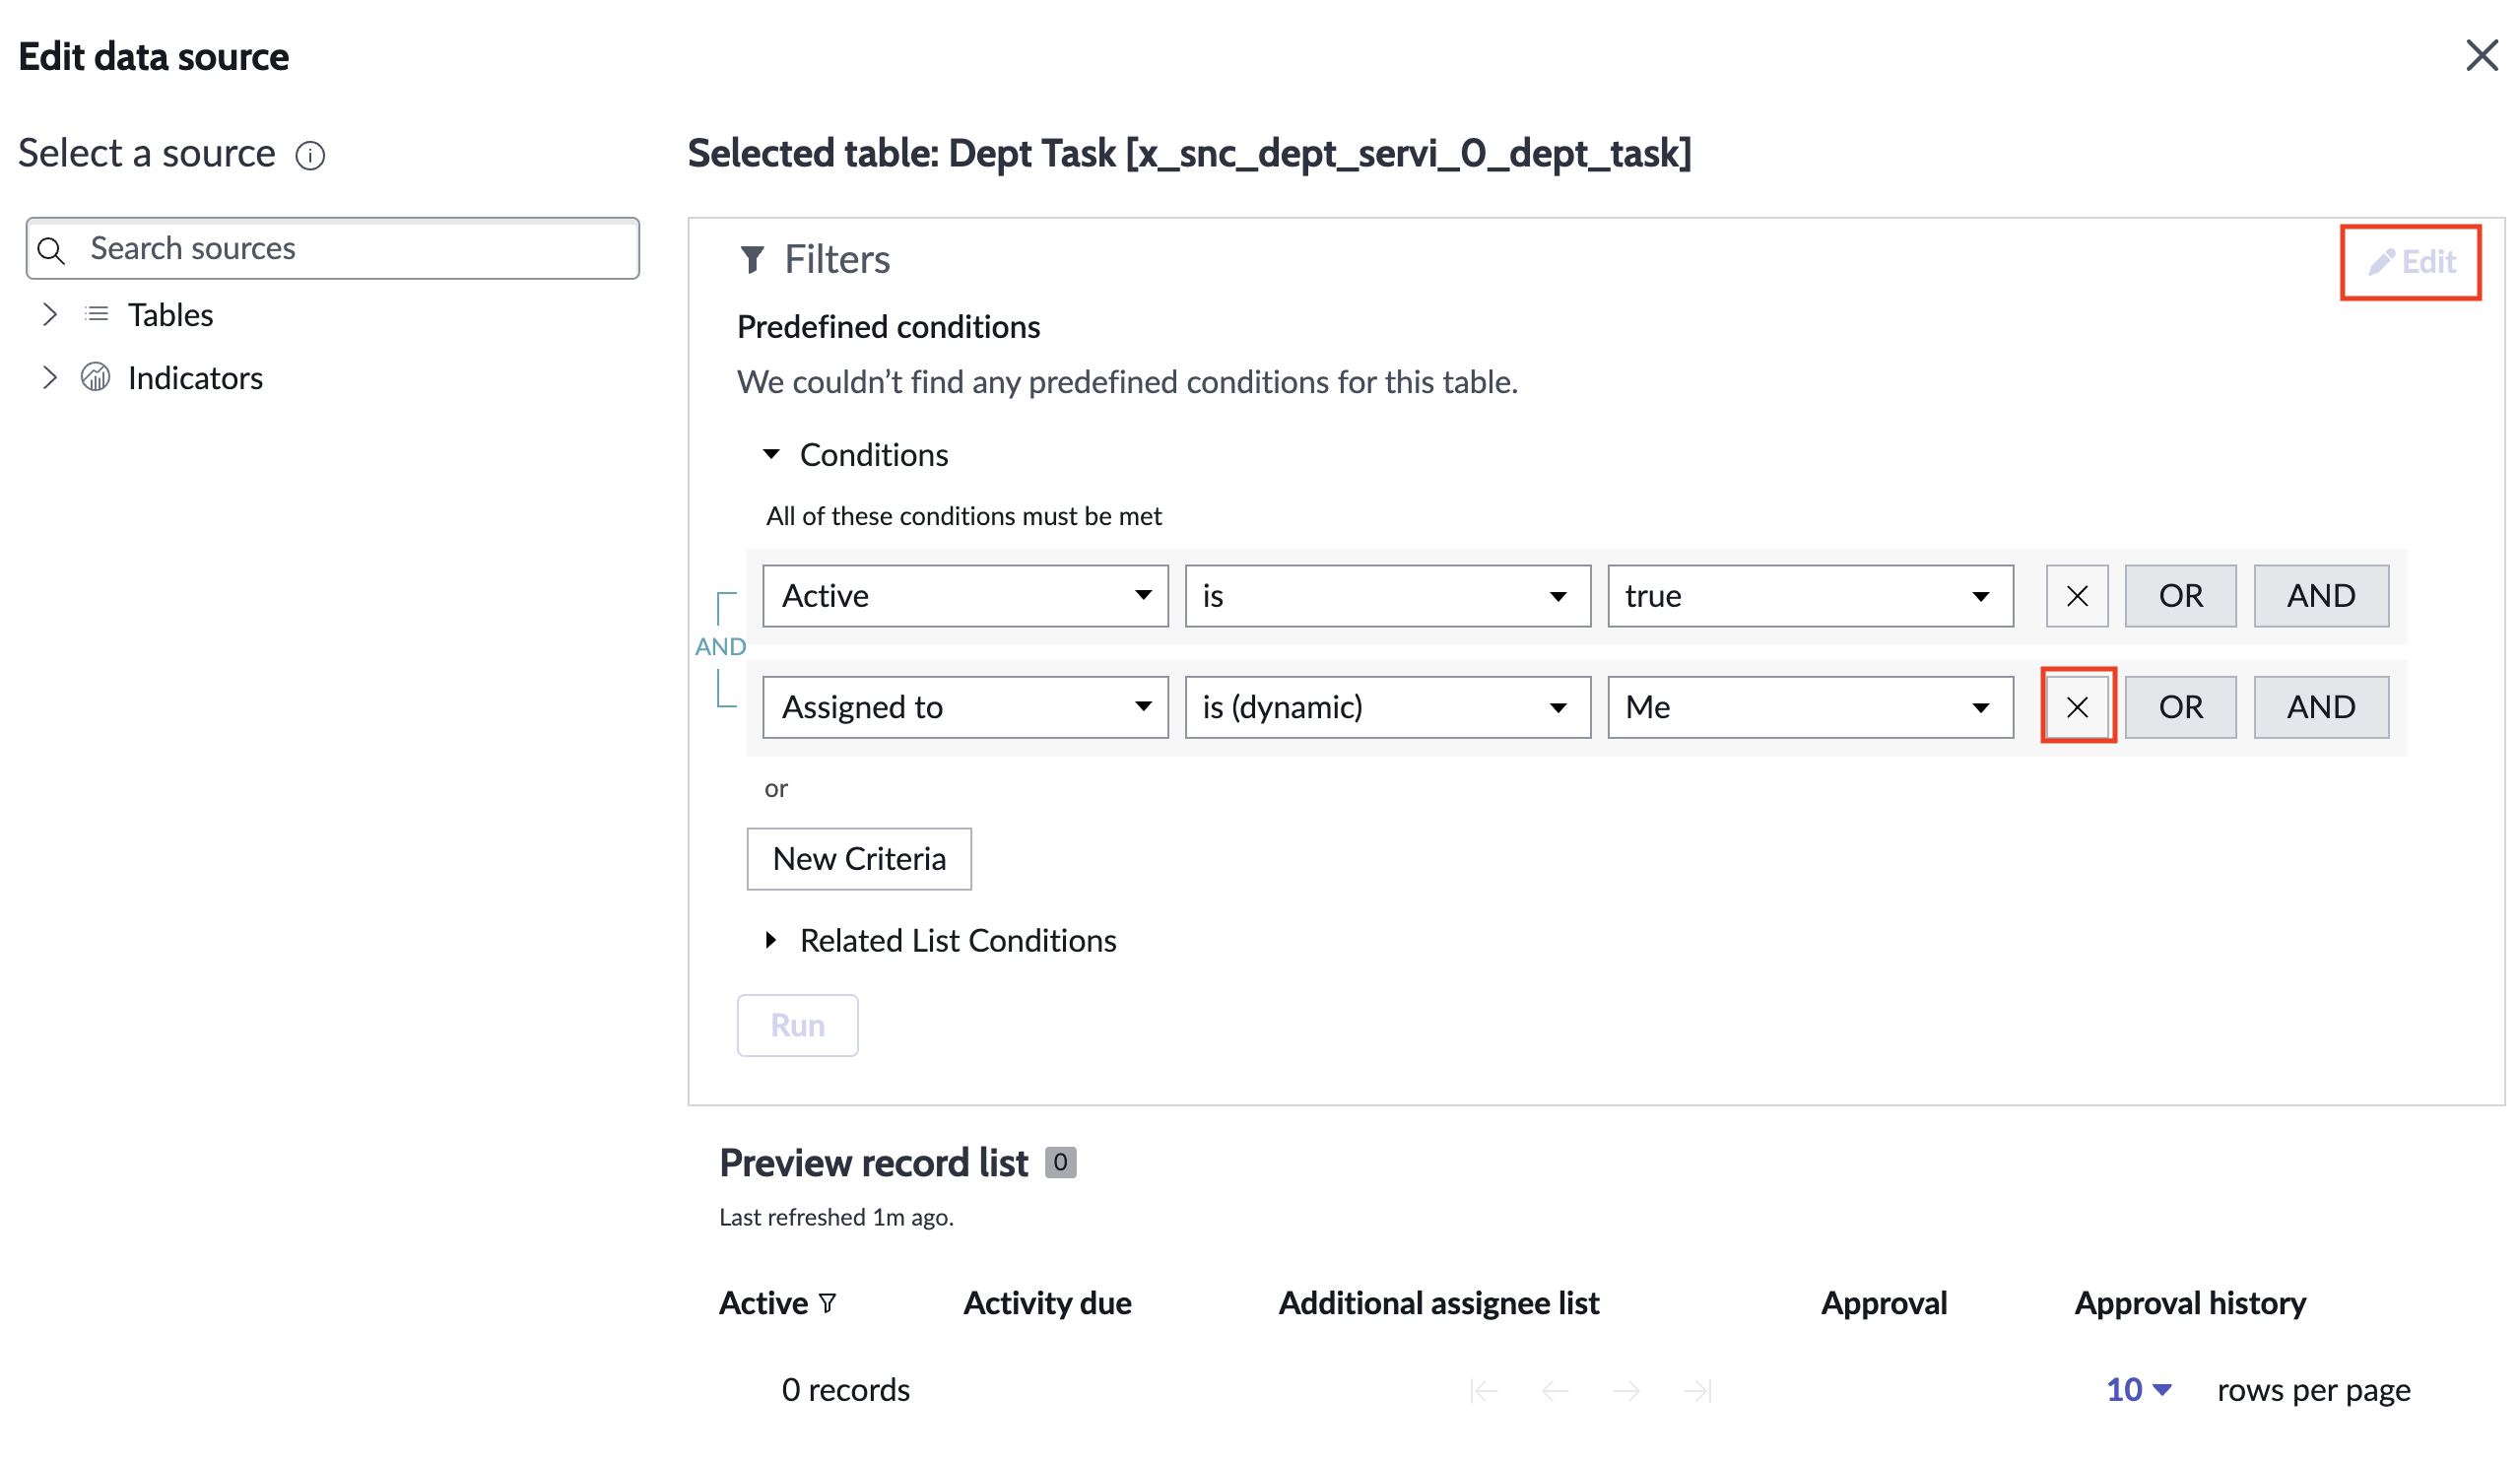 Edit data source
Select a source
Search sources
Tables
Indicators
Selected table: Dept Task [x_snc_dept_servi_0_dept_task]
Filters
Edit
Predefined conditions
We couldn’t find any predefined conditions for this table.
Conditions
All of these conditions must be met
Active is true OR AND
AND
Assigned to is (dynamic) Me OR AND
or
New Criteria
Related List Conditions
Run
Preview record list 0
Last refreshed 1m ago.
Active Activity due Additional assignee list Approval Approval history
0 records 10 rows per page